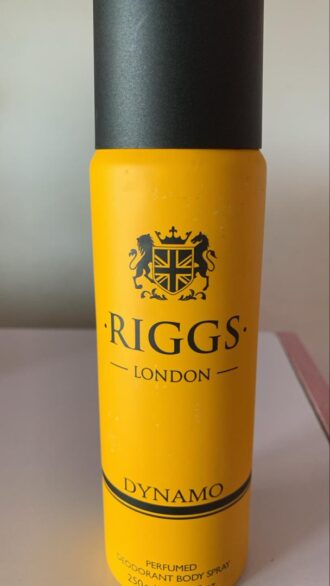 ·RIGGS·
— LONDON —
DYNAMO
PERFUMED
DEODORANT BODY SPRAY